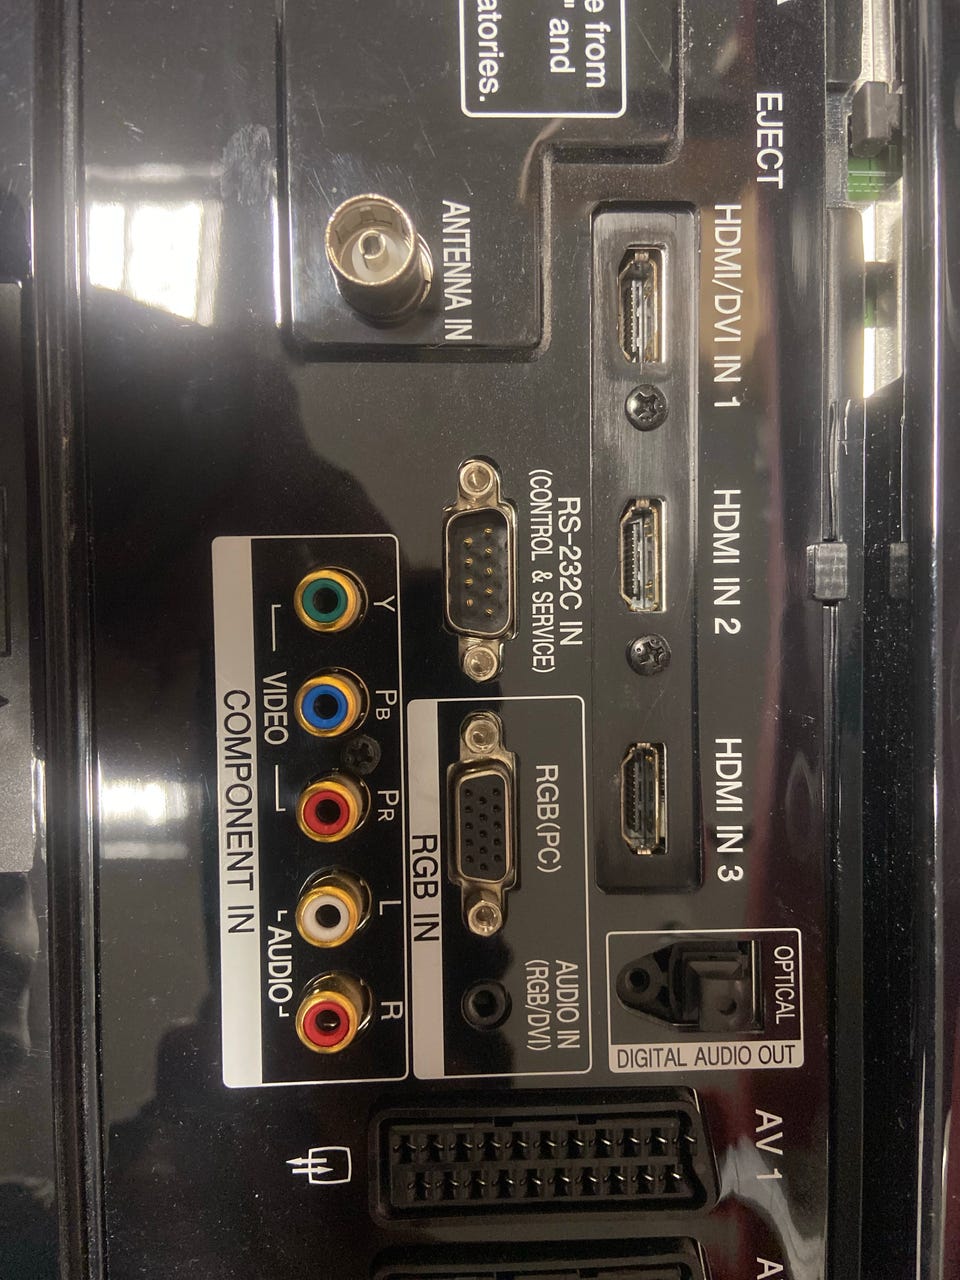 e from
" and
atories.
EJECT
HDMI/DVI IN 1
HDMI IN 2
HDMI IN 3
ANTENNA IN
RS-232C IN
(CONTROL & SERVICE)
RGB(PC)
AUDIO IN
(RGB/DVI)
RGB IN
OPTICAL
DIGITAL AUDIO OUT
Y
PB
PR
L
R
VIDEO
AUDIO
COMPONENT IN
AV 1
A